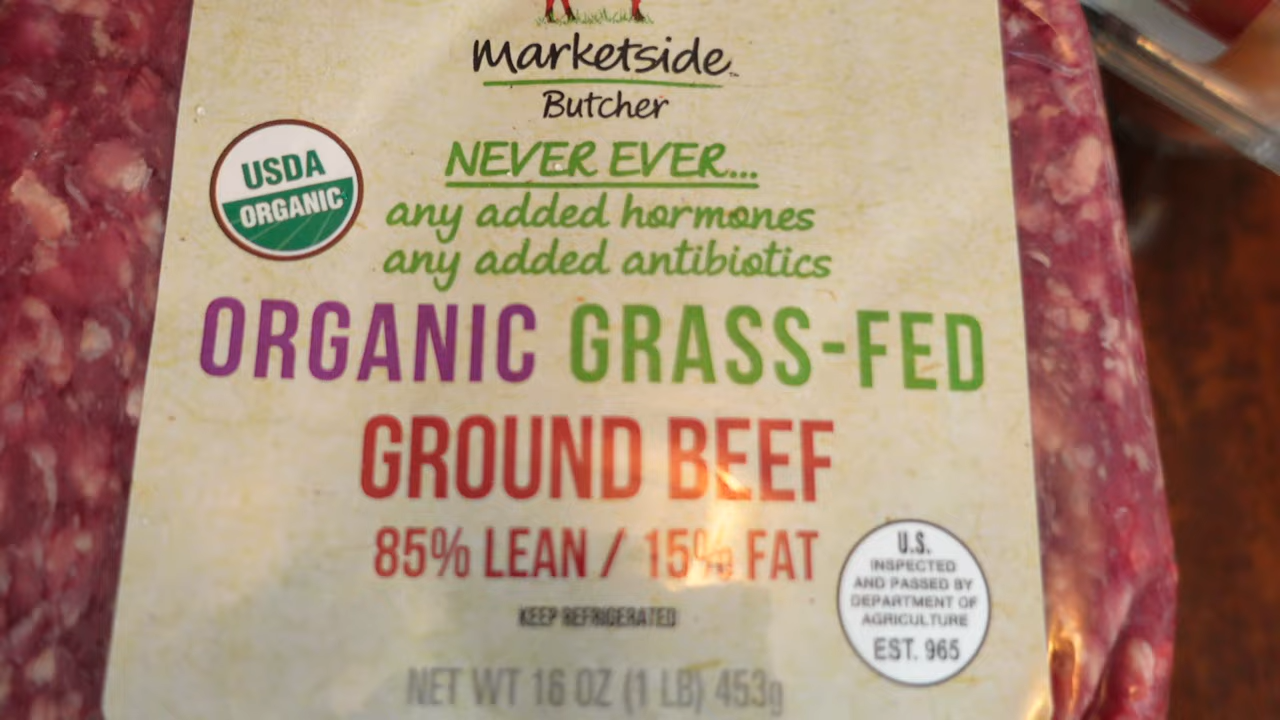 Marketside
Butcher
NEVER EVER...
any added hormones
any added antibiotics
USDA
ORGANIC
ORGANIC GRASS-FED
GROUND BEEF
85% LEAN / 15% FAT
KEEP REFRIGERATED
U.S.
INSPECTED
AND PASSED BY
DEPARTMENT OF
AGRICULTURE
EST. 965
NET WT 16 OZ (1 LB) 453g